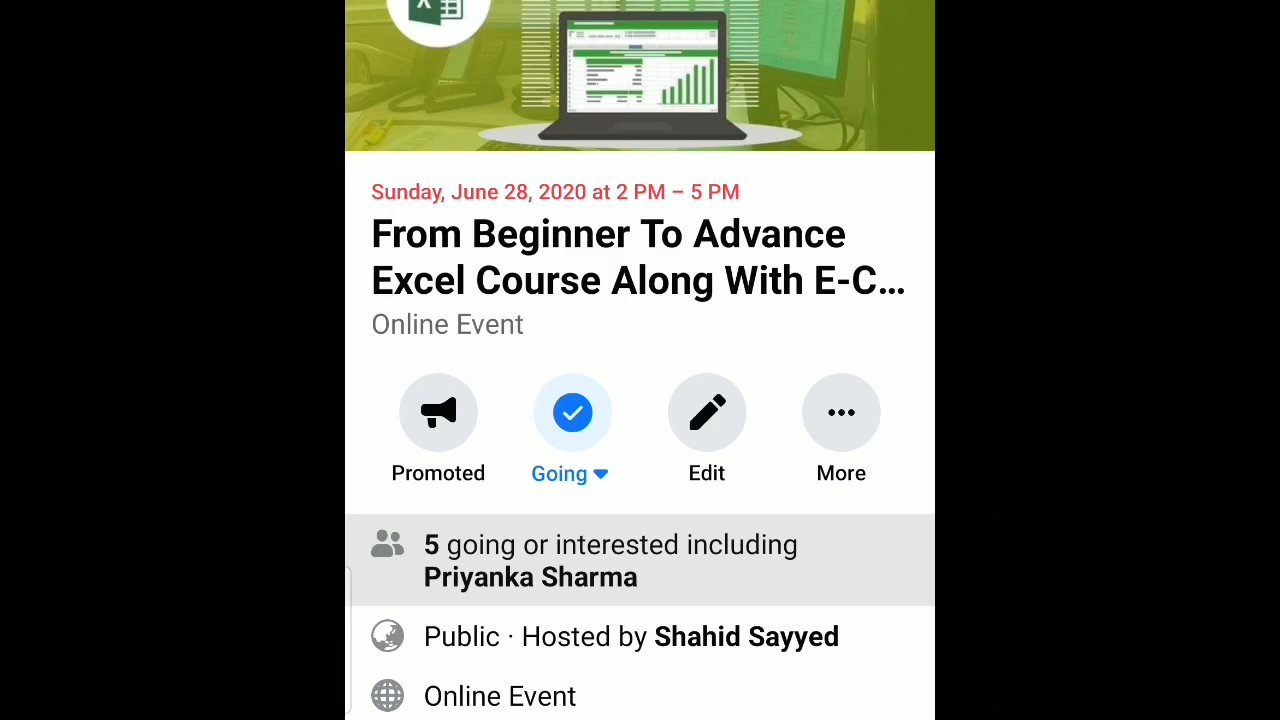 X
Sunday, June 28, 2020 at 2 PM – 5 PM
From Beginner To Advance
Excel Course Along With E-C...
Online Event
Promoted
Going
Edit
More
5 going or interested including
Priyanka Sharma
Public · Hosted by Shahid Sayyed
Online Event